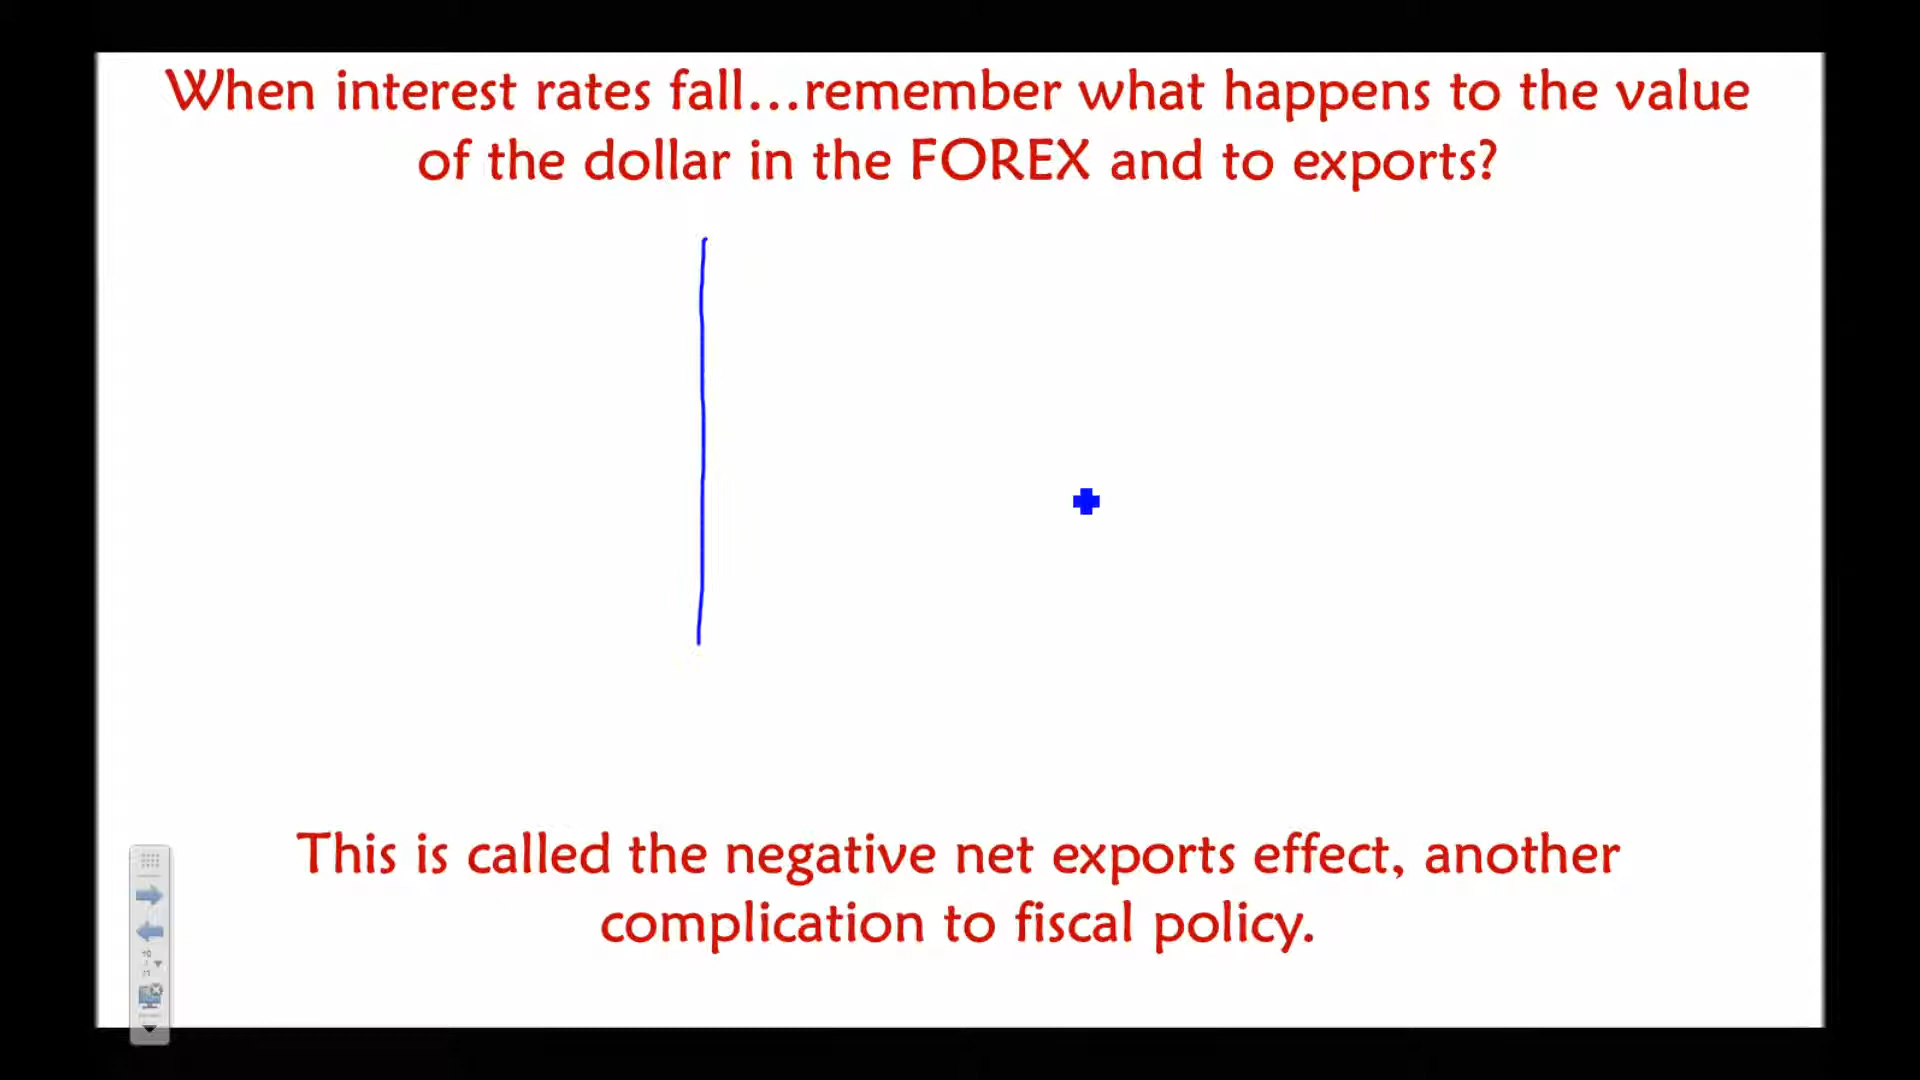 When interest rates fall...remember what happens to the value
of the dollar in the FOREX and to exports?
This is called the negative net exports effect, another
complication to fiscal policy.